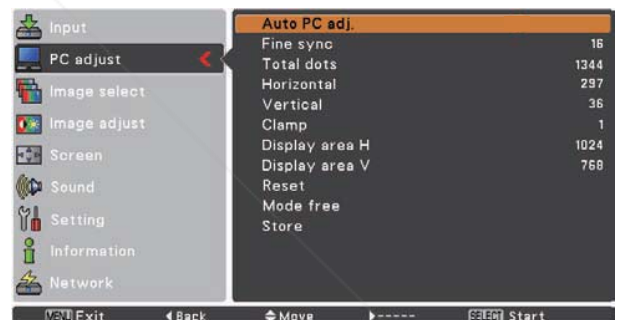 Input
PC adjust
Image select
Image adjust
Screen
Sound
Setting
Information
Network
Auto PC adj.
Fine sync 16
Total dots 1344
Horizontal 297
Vertical 36
Clamp 1
Display area H 1024
Display area V 768
Reset
Mode free
Store
MENU Exit Back Move ----- SELECT Start